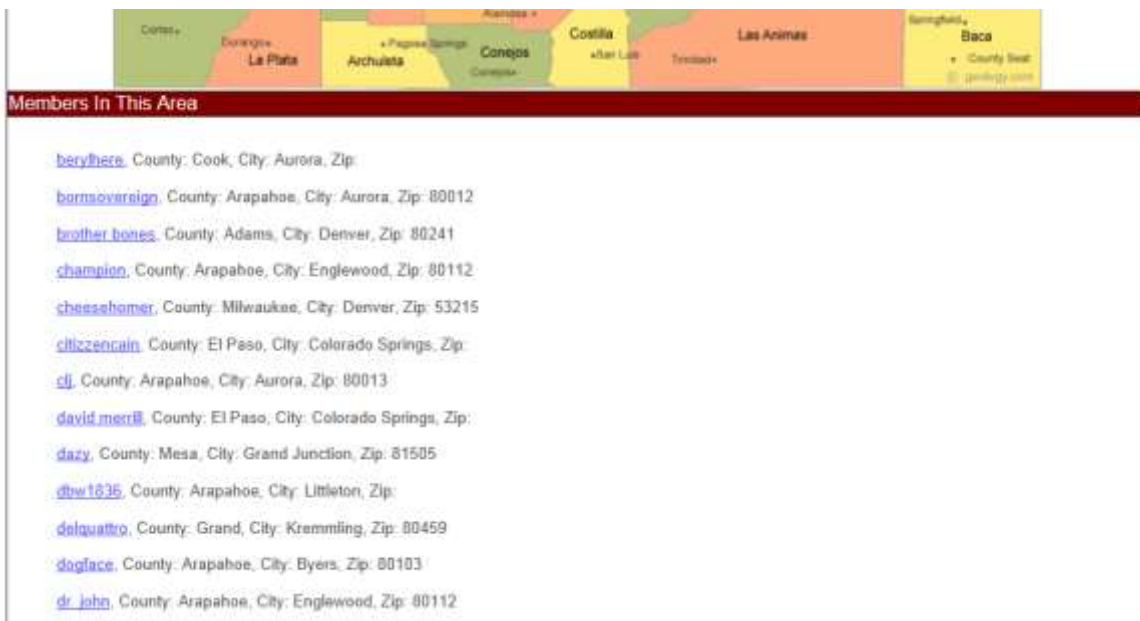 Alamosa
Cortez
Durango
La Plata
Pagosa Springs
Archuleta
Conejos
Conejos
Costilla
San Luis
Las Animas
Trinidad
Springfield
Baca
County Seat
© geology.com
Members In This Area
berylhere, County: Cook, City: Aurora, Zip:
bornsovereign, County: Arapahoe, City: Aurora, Zip: 80012
brother bones, County: Adams, City: Denver, Zip: 80241
champion, County: Arapahoe, City: Englewood, Zip: 80112
cheesehomer, County: Milwaukee, City: Denver, Zip: 53215
citizzencain, County: El Paso, City: Colorado Springs, Zip:
clj, County: Arapahoe, City: Aurora, Zip: 80013
david merrill, County: El Paso, City: Colorado Springs, Zip:
dazy, County: Mesa, City: Grand Junction, Zip: 81505
dbw1836, County: Arapahoe, City: Littleton, Zip:
delquattro, County: Grand, City: Kremmling, Zip: 80459
dogface, County: Arapahoe, City: Byers, Zip: 80103
dr. john, County: Arapahoe, City: Englewood, Zip: 80112